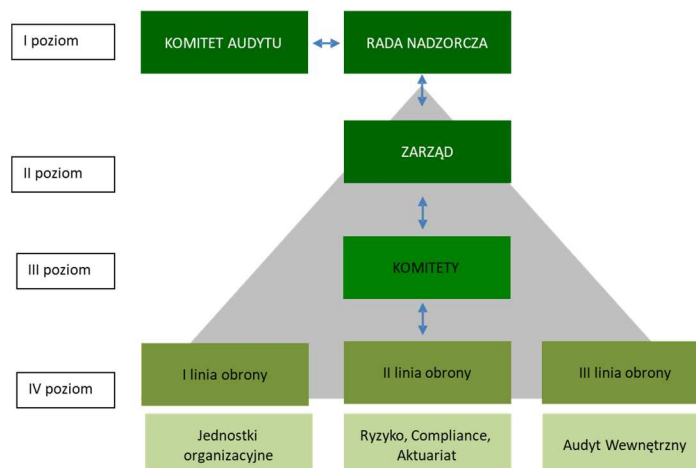 I poziom
KOMITET AUDYTU
RADA NADZORCZA
II poziom
ZARZĄD
III poziom
KOMITETY
IV poziom
I linia obrony
II linia obrony
III linia obrony
Jednostki
organizacyjne
Ryzyko, Compliance,
Aktuariat
Audyt Wewnętrzny